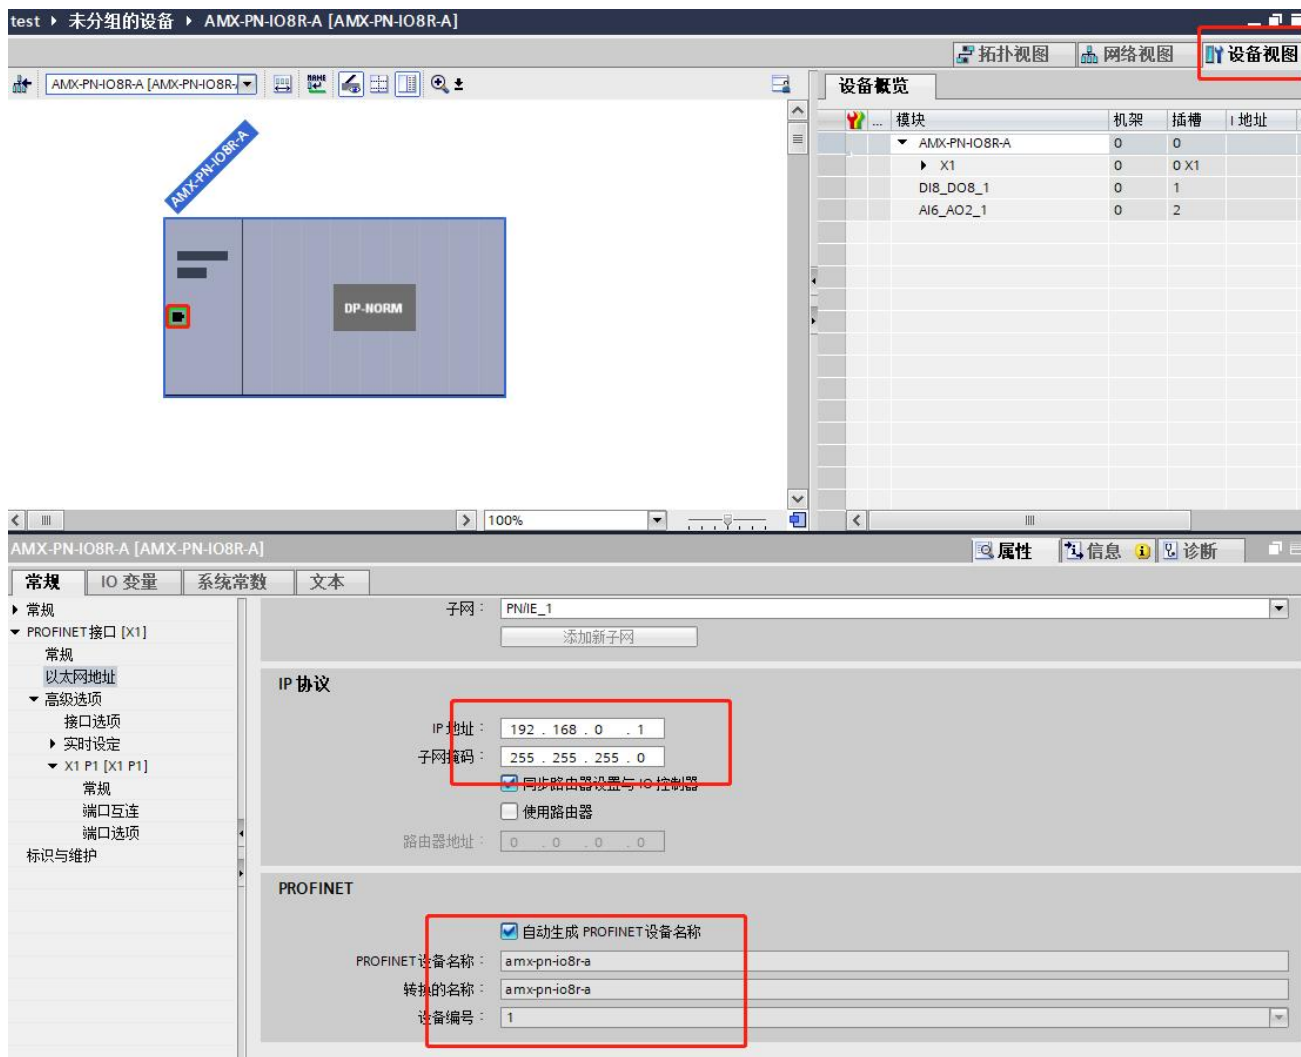 test ▸ 未分组的设备 ▸ AMX-PN-IO8R-A [AMX-PN-IO8R-A]
拓扑视图 网络视图 设备视图
AMX-PN-IO8R-A [AMX-PN-IO8R-
设备概览
... 模块 机架 插槽 I 地址
AMX-PN-IO8R-A 0 0
X1 0 0 X1
DI8_DO8_1 0 1
AI6_AO2_1 0 2
AMX-PN-IO8R-A
DP-NORM
100%
AMX-PN-IO8R-A [AMX-PN-IO8R-A]
属性 信息 诊断
常规 IO 变量 系统常数 文本
常规
PROFINET接口 [X1]
常规
以太网地址
高级选项
接口选项
实时设定
X1 P1 [X1 P1]
常规
端口互连
端口选项
标识与维护
子网： PN/IE_1
添加新子网
IP 协议
IP 地址： 192 . 168 . 0 . 1
子网掩码： 255 . 255 . 255 . 0
同步路由器设置与 IO 控制器
使用路由器
路由器地址： 0 . 0 . 0 . 0
PROFINET
自动生成 PROFINET设备名称
PROFINET设备名称： amx-pn-io8r-a
转换的名称： amx-pn-io8r-a
设备编号： 1